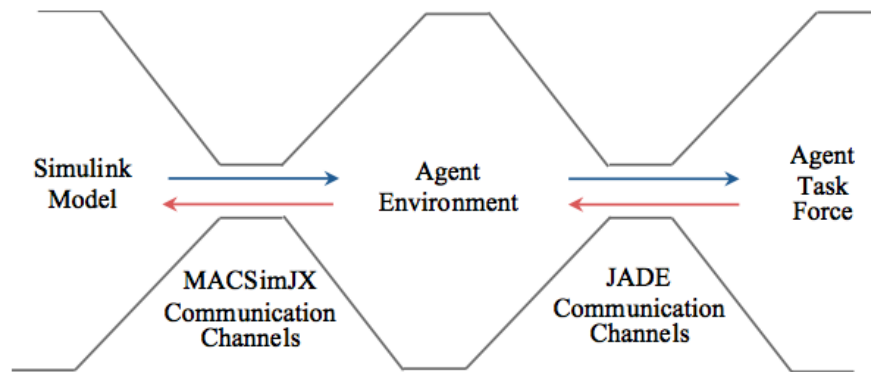 Simulink
Model
Agent
Environment
Agent
Task
Force
MACSimJX
Communication
Channels
JADE
Communication
Channels